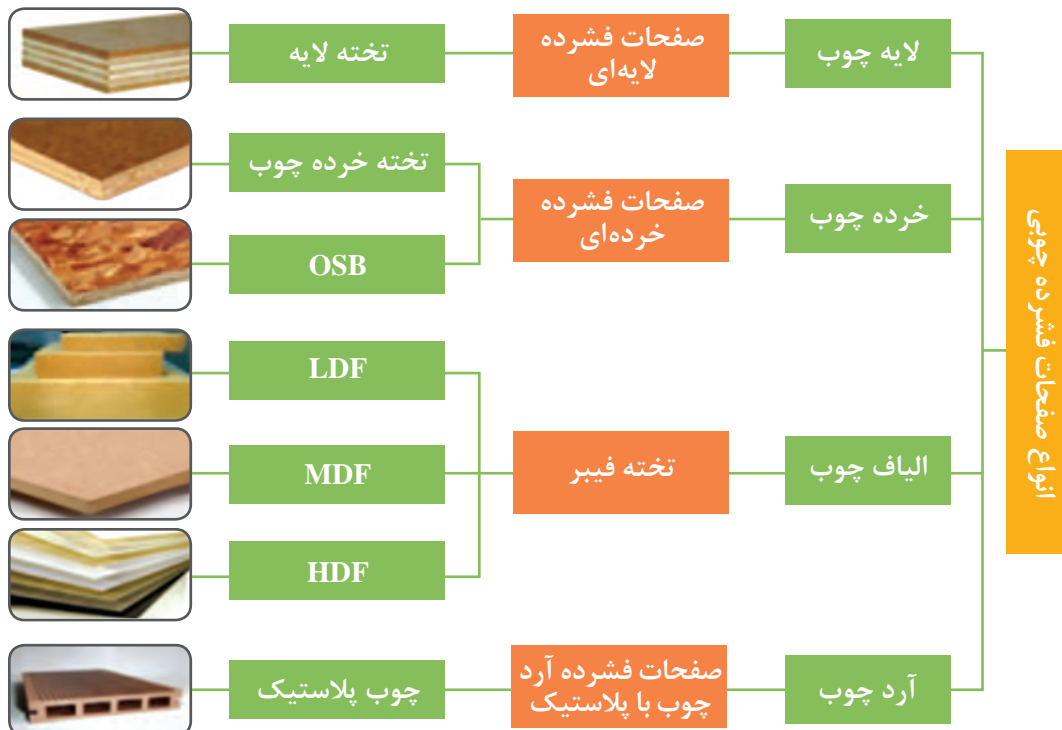 انواع صفحات فشرده چوبی
لایه چوب
صفحات فشرده
لایه‌ای
تخته لایه
خرده چوب
صفحات فشرده
خرده‌ای
تخته خرده چوب
OSB
الیاف چوب
تخته فیبر
LDF
MDF
HDF
آرد چوب
صفحات فشرده آرد
چوب با پلاستیک
چوب پلاستیک